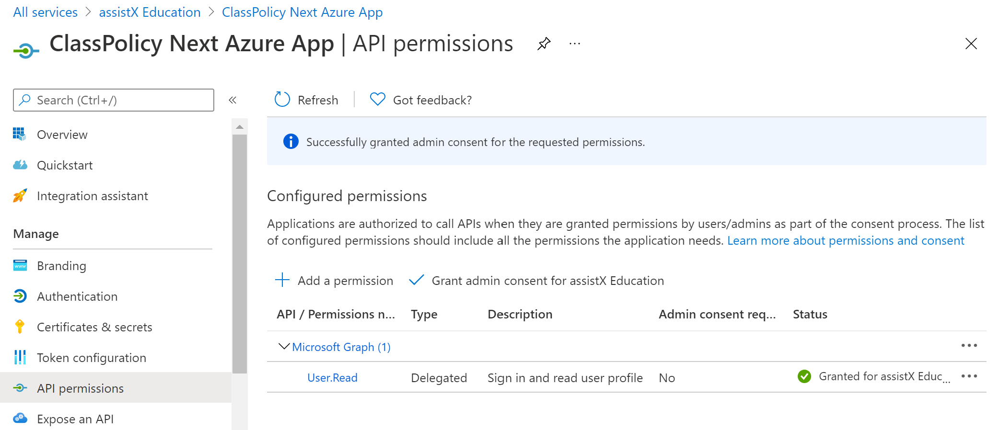 All services > assistX Education > ClassPolicy Next Azure App
ClassPolicy Next Azure App | API permissions ...
Search (Ctrl+/)
«
Overview
Quickstart
Integration assistant
Manage
Branding
www
Authentication
Certificates & secrets
Token configuration
API permissions
Expose an API
Refresh | Got feedback?
Successfully granted admin consent for the requested permissions.
Configured permissions
Applications are authorized to call APIs when they are granted permissions by users/admins as part of the consent process. The list
of configured permissions should include all the permissions the application needs. Learn more about permissions and consent
Add a permission Grant admin consent for assistX Education
API / Permissions n... Type Description Admin consent req... Status
Microsoft Graph (1)
User.Read Delegated Sign in and read user profile No Granted for assistX Educ...